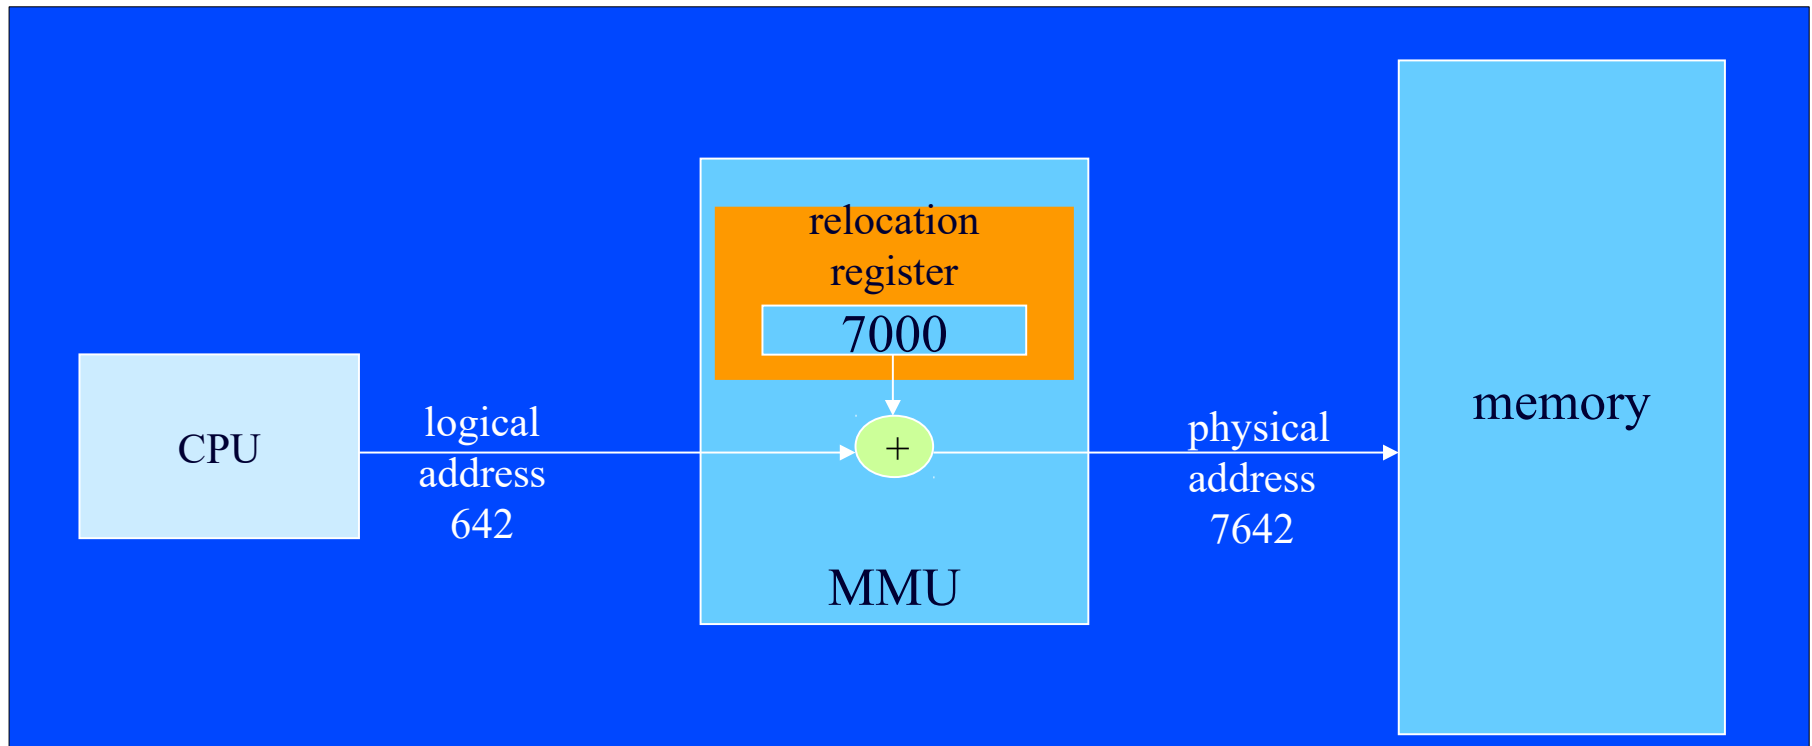 relocation
register
7000
CPU
logical
address
642
+
physical
address
7642
MMU
memory